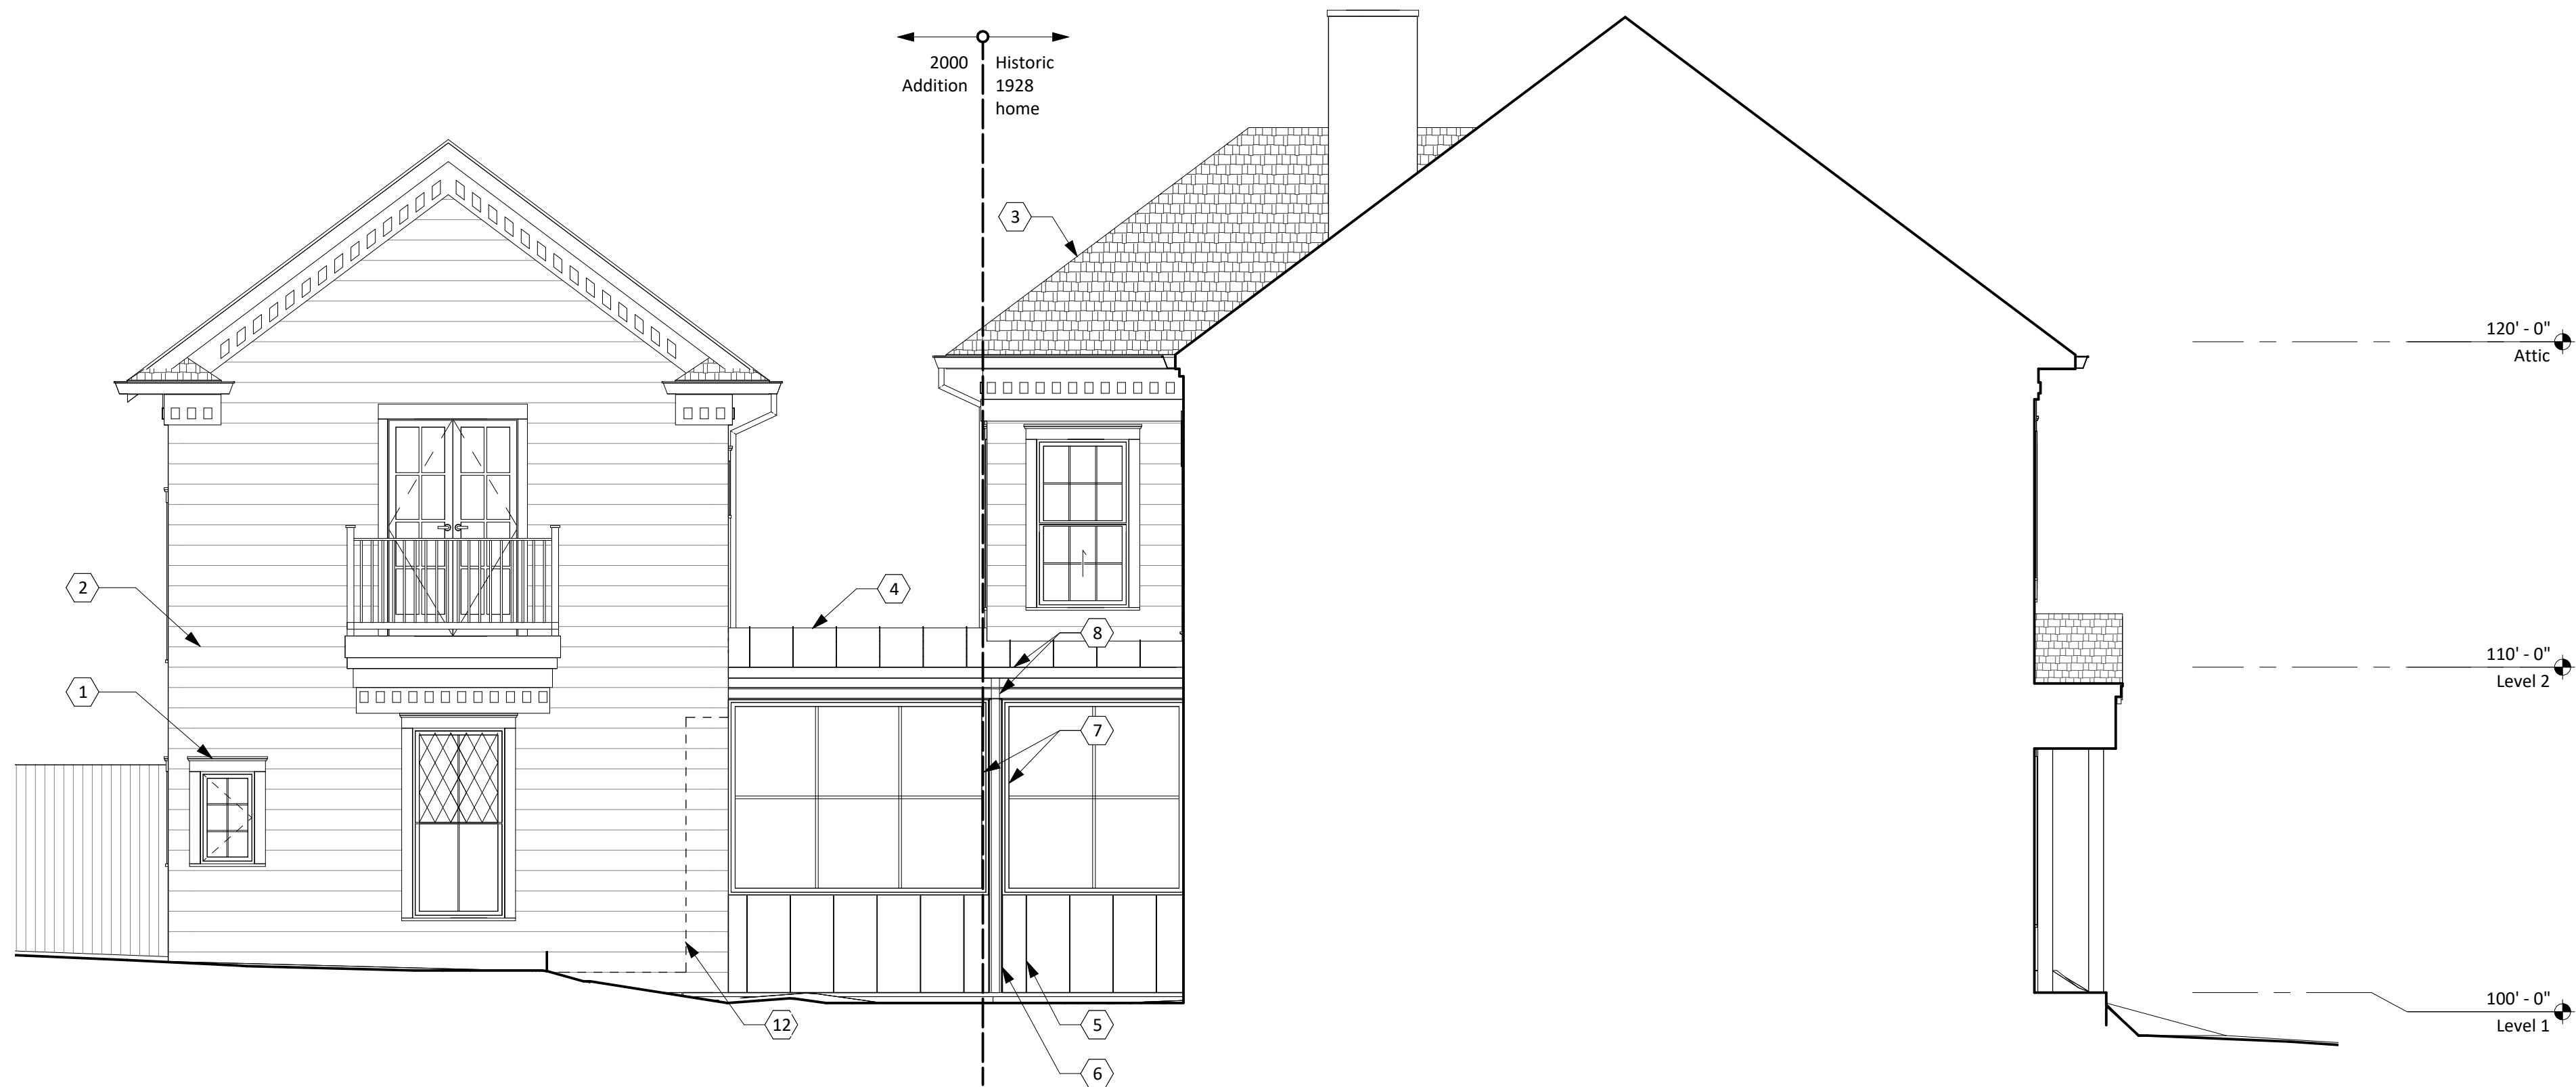 2000
Addition
Historic
1928
home
3
120' - 0"
Attic
2
4
8
110' - 0"
Level 2
1
7
100' - 0"
Level 1
12
5
6